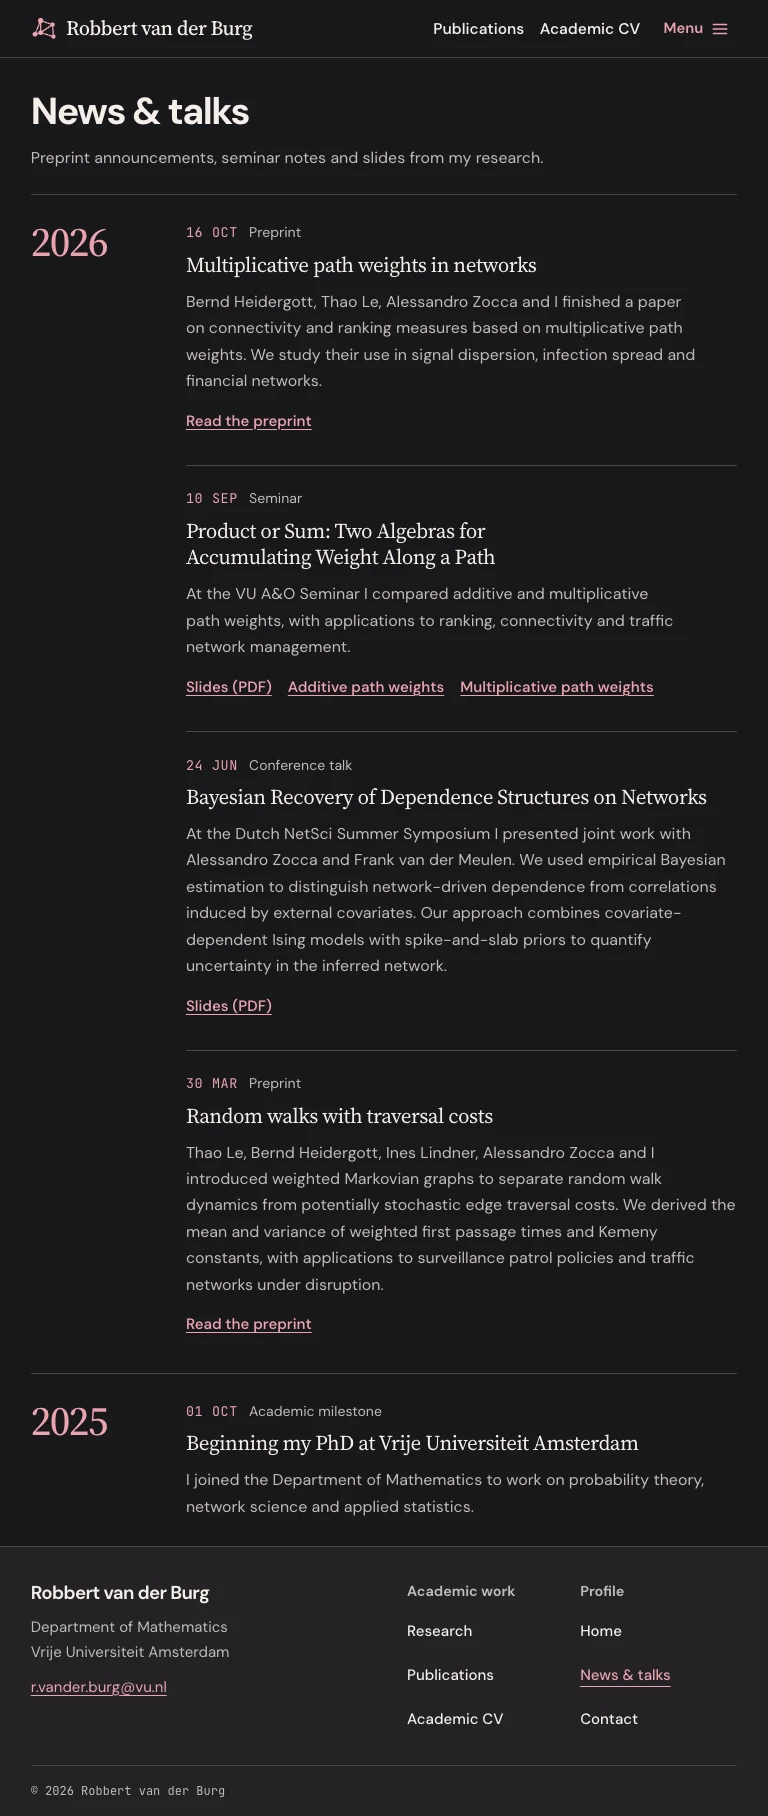 Robbert van der Burg
Publications
Academic CV
Menu
News & talks
Preprint announcements, seminar notes and slides from my research.
2026
16 OCT Preprint
Multiplicative path weights in networks
Bernd Heidergott, Thao Le, Alessandro Zocca and I finished a paper
on connectivity and ranking measures based on multiplicative path
weights. We study their use in signal dispersion, infection spread and
financial networks.
Read the preprint
10 SEP Seminar
Product or Sum: Two Algebras for
Accumulating Weight Along a Path
At the VU A&O Seminar I compared additive and multiplicative
path weights, with applications to ranking, connectivity and traffic
network management.
Slides (PDF) Additive path weights Multiplicative path weights
24 JUN Conference talk
Bayesian Recovery of Dependence Structures on Networks
At the Dutch NetSci Summer Symposium I presented joint work with
Alessandro Zocca and Frank van der Meulen. We used empirical Bayesian
estimation to distinguish network-driven dependence from correlations
induced by external covariates. Our approach combines covariate-
dependent Ising models with spike-and-slab priors to quantify
uncertainty in the inferred network.
Slides (PDF)
30 MAR Preprint
Random walks with traversal costs
Thao Le, Bernd Heidergott, Ines Lindner, Alessandro Zocca and I
introduced weighted Markovian graphs to separate random walk
dynamics from potentially stochastic edge traversal costs. We derived the
mean and variance of weighted first passage times and Kemeny
constants, with applications to surveillance patrol policies and traffic
networks under disruption.
Read the preprint
2025
01 OCT Academic milestone
Beginning my PhD at Vrije Universiteit Amsterdam
I joined the Department of Mathematics to work on probability theory,
network science and applied statistics.
Robbert van der Burg
Department of Mathematics
Vrije Universiteit Amsterdam
r.vander.burg@vu.nl
Academic work
Research
Publications
Academic CV
Profile
Home
News & talks
Contact
© 2026 Robbert van der Burg